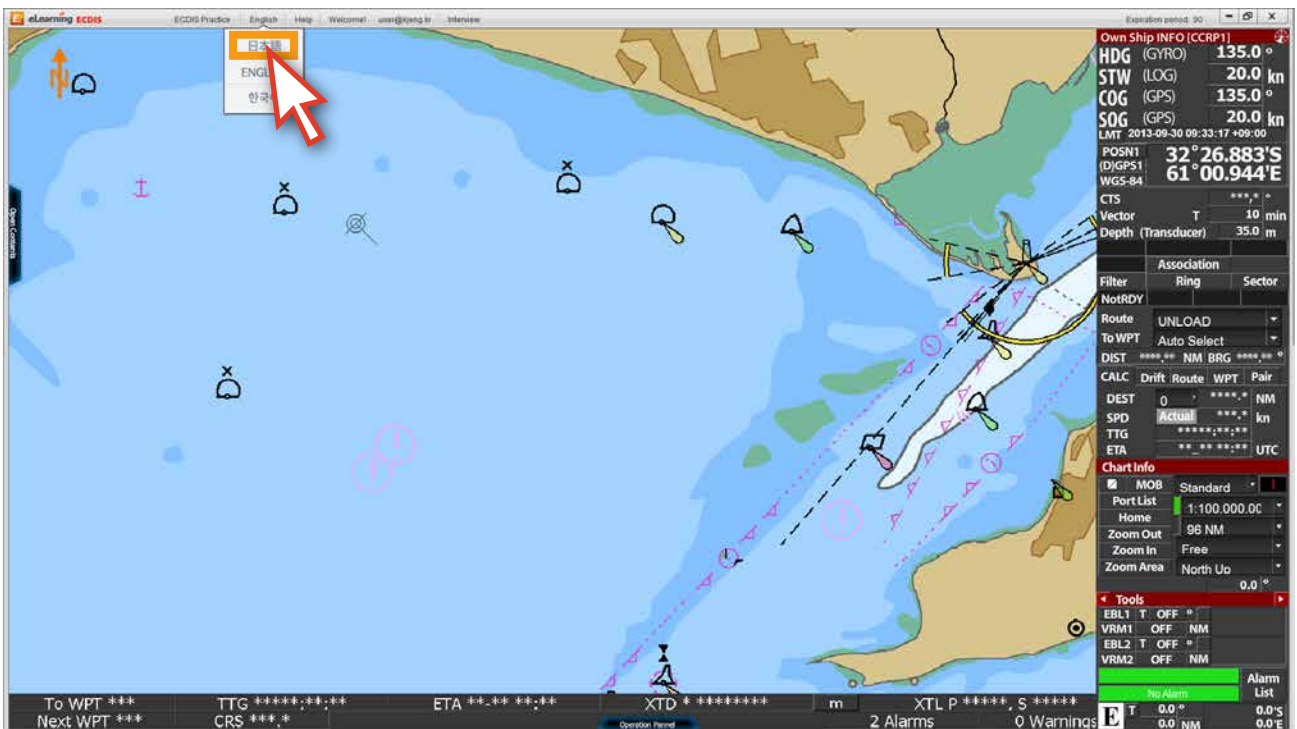 eLearning ECDIS ECDIS Practice English Help Welcome! user@kjeng.kr Interview Expiration period: 90
日本語
한국
N
Open Contents
Own Ship INFO [CCRP1]
HDG (GYRO) 135.0 °
STW (LOG) 20.0 kn
COG (GPS) 135.0 °
SOG (GPS) 20.0 kn
LMT 2013-09-30 09:33:17 +09:00
POSN1 32°26.883'S
(D)GPS1 61°00.944'E
WGS-84
CTS ***.* °
Vector T 10 min
Depth (Transducer) 35.0 m
Association
Filter Ring Sector
NotRDY
Route UNLOAD
To WPT Auto Select
DIST ****.** NM BRG ****.** °
CALC Drift Route WPT Pair
DEST 0 ****.* NM
SPD Actual ***.* kn
TTG *****:**:**
ETA **_** **:** UTC
Chart Info
MOB Standard !
Port List 1:100.000.00
Home 96 NM
Zoom Out
Zoom In Free
Zoom Area North Up
0.0 °
Tools
EBL1 T OFF °
VRM1 OFF NM
EBL2 T OFF °
VRM2 OFF NM
No Alarm
Alarm List
E T 0.0 ° 0.0'S
0.0 NM 0.0'E
To WPT *** TTG *****:**:** ETA **-** **:** XTD * ******** m XTL P *****, S *****
Next WPT *** CRS ***.* Operation Pannel 2 Alarms 0 Warnings